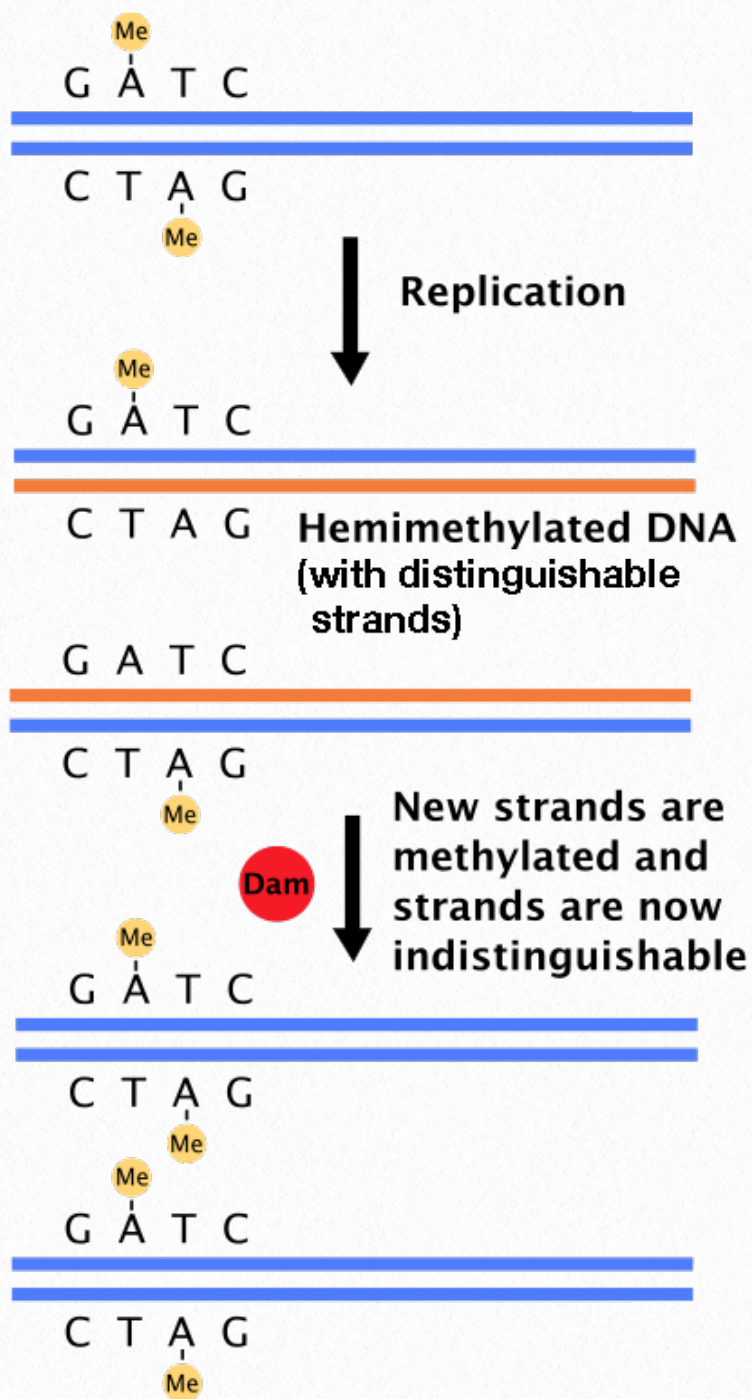 Me
G A T C
C T A G
Me
Replication
Me
G A T C
C T A G
Hemimethylated DNA
(with distinguishable
strands)
G A T C
C T A G
Me
Dam
New strands are
methylated and
strands are now
indistinguishable
Me
G A T C
C T A G
Me
Me
G A T C
C T A G
Me